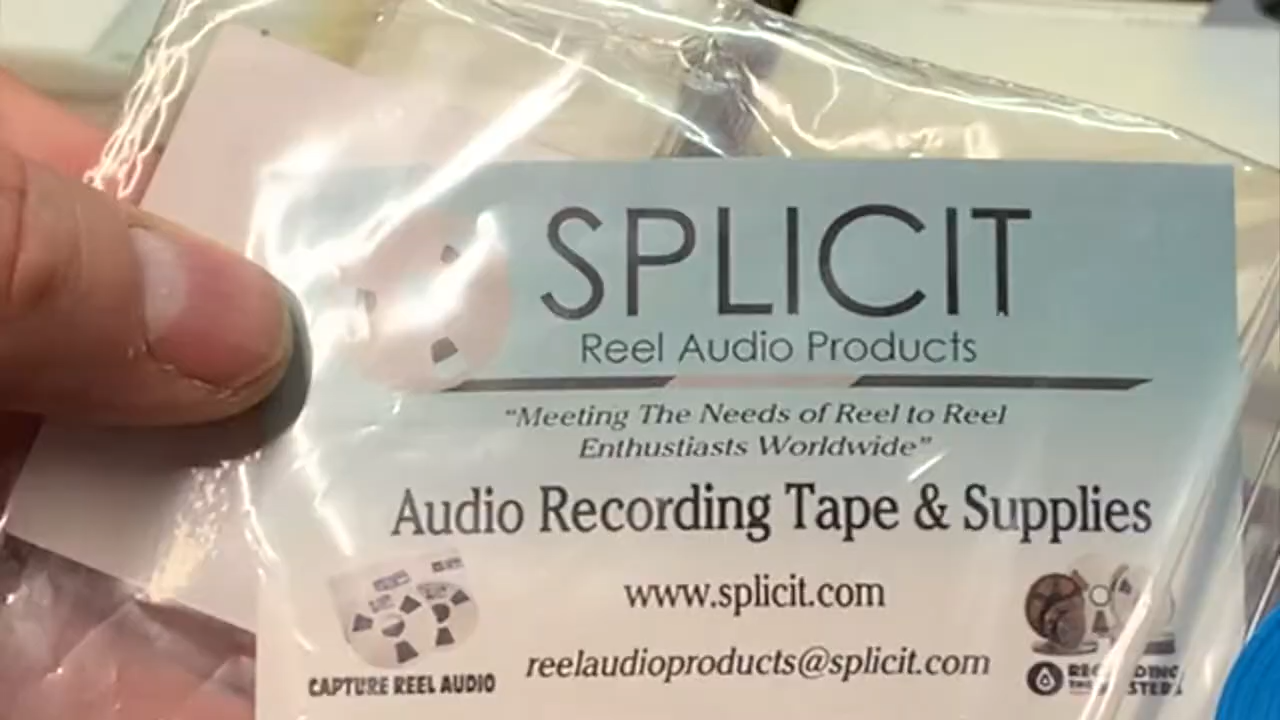 SPLICIT
Reel Audio Products
"Meeting The Needs of Reel to Reel
Enthustiasts Worldwide"
Audio Recording Tape & Supplies
www.splicit.com
reelaudioproducts@splicit.com
CAPTURE REEL AUDIO